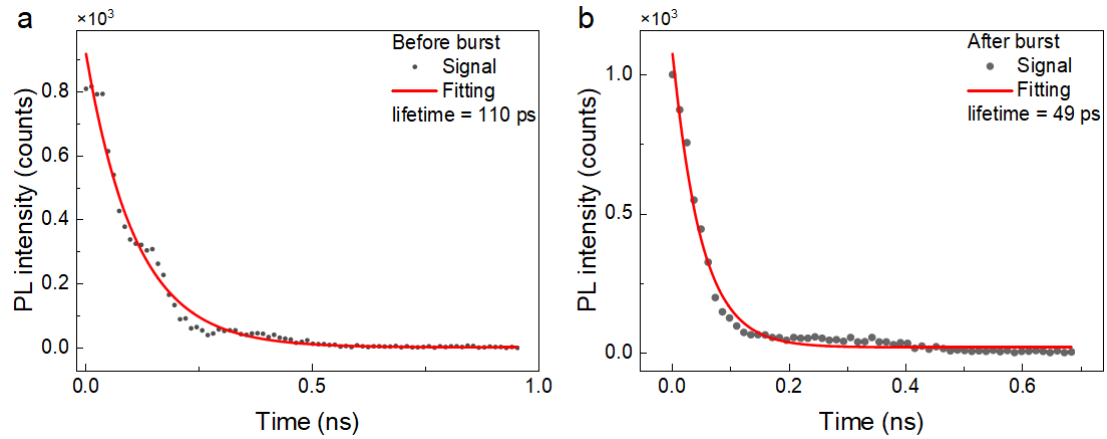 a
×10³
Before burst
Signal
Fitting
lifetime = 110 ps
PL intensity (counts)
0.8
0.6
0.4
0.2
0.0
0.0
0.5
1.0
Time (ns)
b
×10³
After burst
Signal
Fitting
lifetime = 49 ps
PL intensity (counts)
1.0
0.5
0.0
0.0
0.2
0.4
0.6
Time (ns)